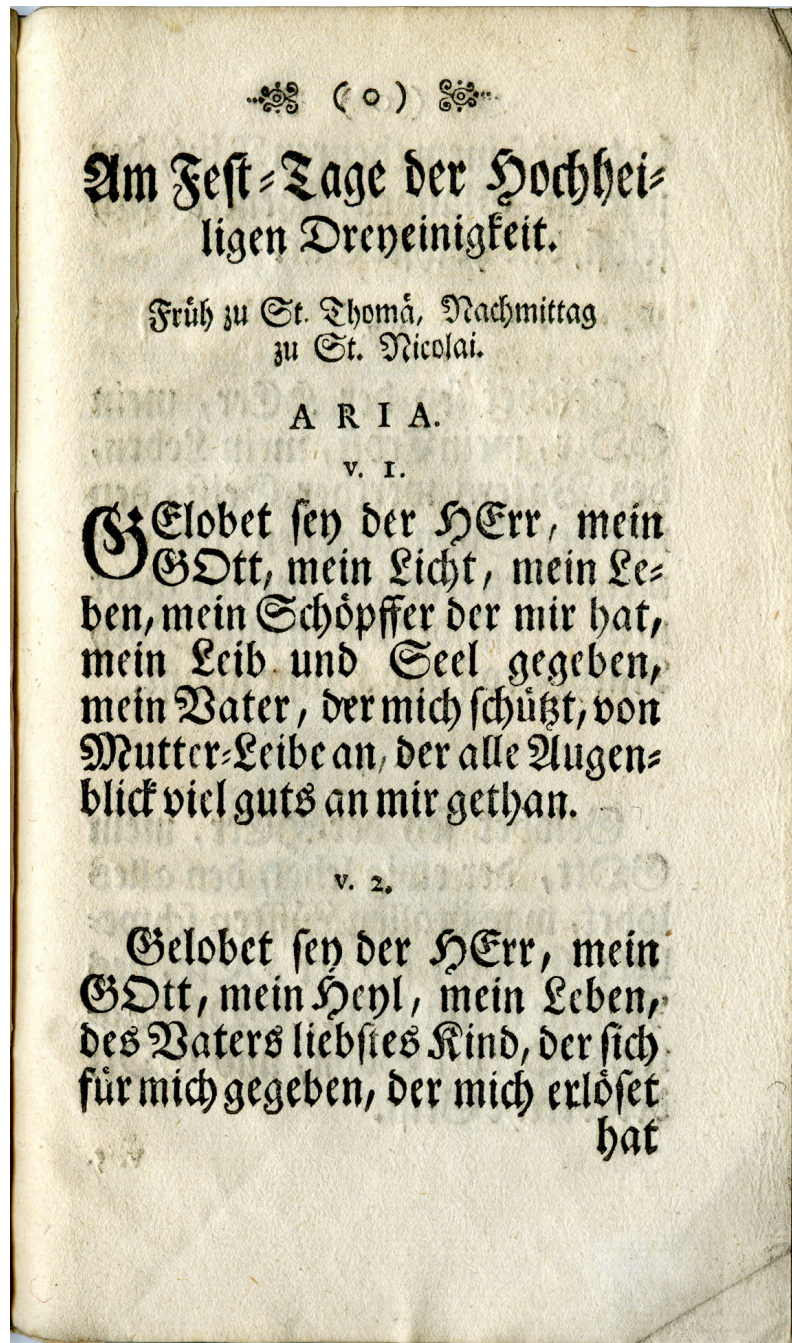 ( o )
Am Fest-Tage der Hochhei-
ligen Dreyeinigkeit.
Früh zu St. Thomä, Nachmittag
zu St. Nicolai.
ARIA.
v. 1.
GElobet sey der HErr, mein
GOtt, mein Licht, mein Le-
ben, mein Schöpffer der mir hat,
mein Leib und Seel gegeben,
mein Vater, der mich schützt, von
Mutter-Leibe an, der alle Augen-
blick viel guts an mir gethan.
v. 2.
Gelobet sey der HErr, mein
GOtt, mein Heyl, mein Leben,
des Vaters liebstes Kind, der sich
für mich gegeben, der mich erlöset
hat